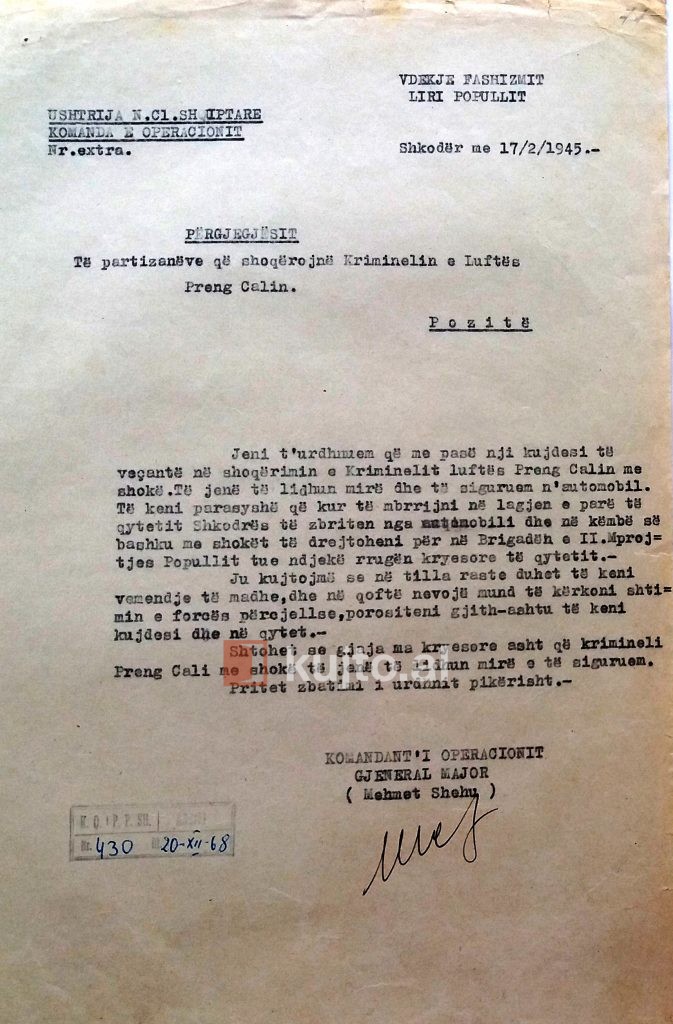 VDEKJE FASHIZMIT
LIRI POPULLIT
USHTRIJA N.Cl.SHQIPTARE
KOMANDA E OPERACIONIT
Nr.extra.
Shkodër me 17/2/1945.-
PËRGJEGJËSIT
Të partizanëve që shoqërojnë Kriminelin e Luftës
Preng Calin.
P o z i t ë
Jeni t'urdhnuem që me pasë nji kujdesi të
veçantë në shoqërimin e Kriminelit luftës Preng Calin me
shokë.Të jenë të lidhun mirë dhe të siguruem n'automobil.
Të keni parasyshë që kur të mbrrijni në lagjen e parë të
qytetit Shkodrës të zbriten nga automobili dhe në këmbë së
bashku me shokët të drejtoheni për në Brigadën e II.Mproj=
tjes Popullit tue ndjekë rrugën kryesore të qytetit.-
Ju kujtojmë se në tilla raste duhet të keni
vemendje të madhe,dhe në qoftë nevojë mund të kërkoni shti=
min e forcës përcjellse,porositeni gjith-ashtu të keni
kujdesi dhe në qytet.-
Shtohet se gjaja ma kryesore asht që krimineli
Preng Cali me shokë të jenë të lidhun mirë e të siguruem.
Pritet zbatimi i urdhnit pikërisht.-
kujto.al
KOMANDANT'I OPERACIONIT
GJENERAL MAJOR
( Mehmet Shehu )
K. Q. I P. P. SH.
Nr. 430 20-XII-68